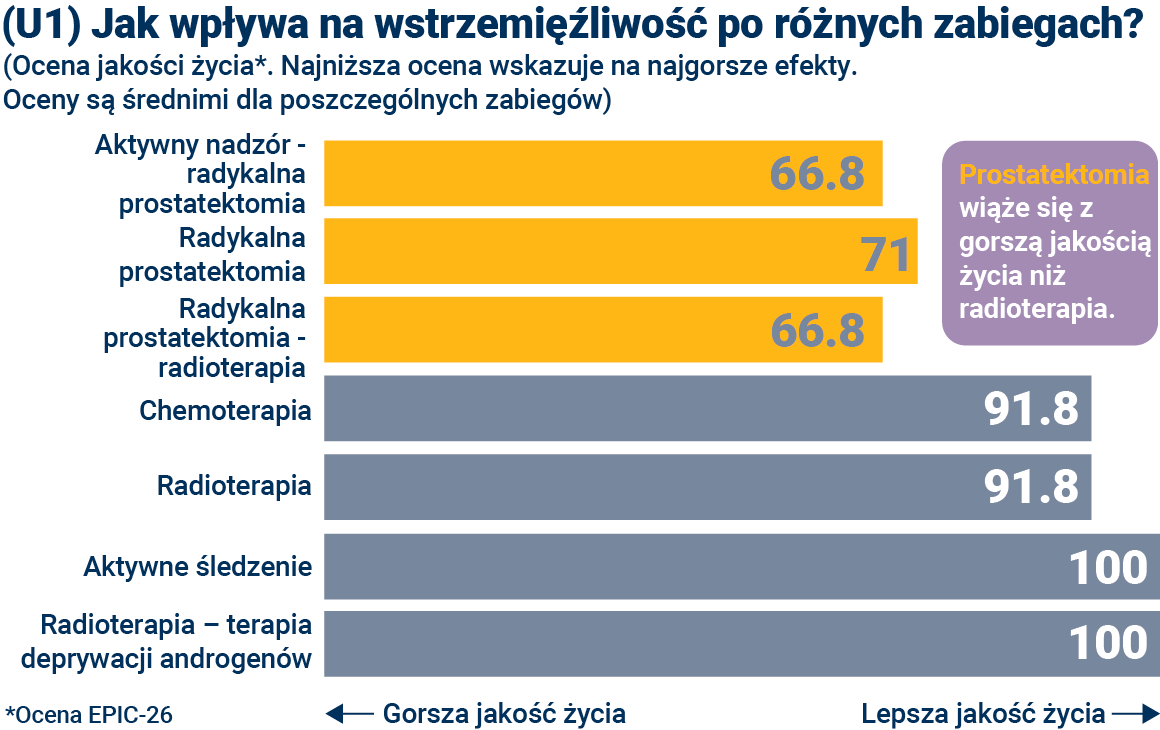 (U1) Jak wpływa na wstrzemięźliwość po różnych zabiegach?
(Ocena jakości życia*. Najniższa ocena wskazuje na najgorsze efekty.
Oceny są średnimi dla poszczególnych zabiegów)
Aktywny nadzór -
radykalna
prostatektomia
66.8
Radykalna
prostatektomia
71
Radykalna
prostatektomia -
radioterapia
66.8
Chemoterapia
91.8
Radioterapia
91.8
Aktywne śledzenie
100
Radioterapia – terapia
deprywacji androgenów
100
Prostatektomia
wiąże się z
gorszą jakością
życia niż
radioterapia.
*Ocena EPIC-26
Gorsza jakość życia
Lepsza jakość życia